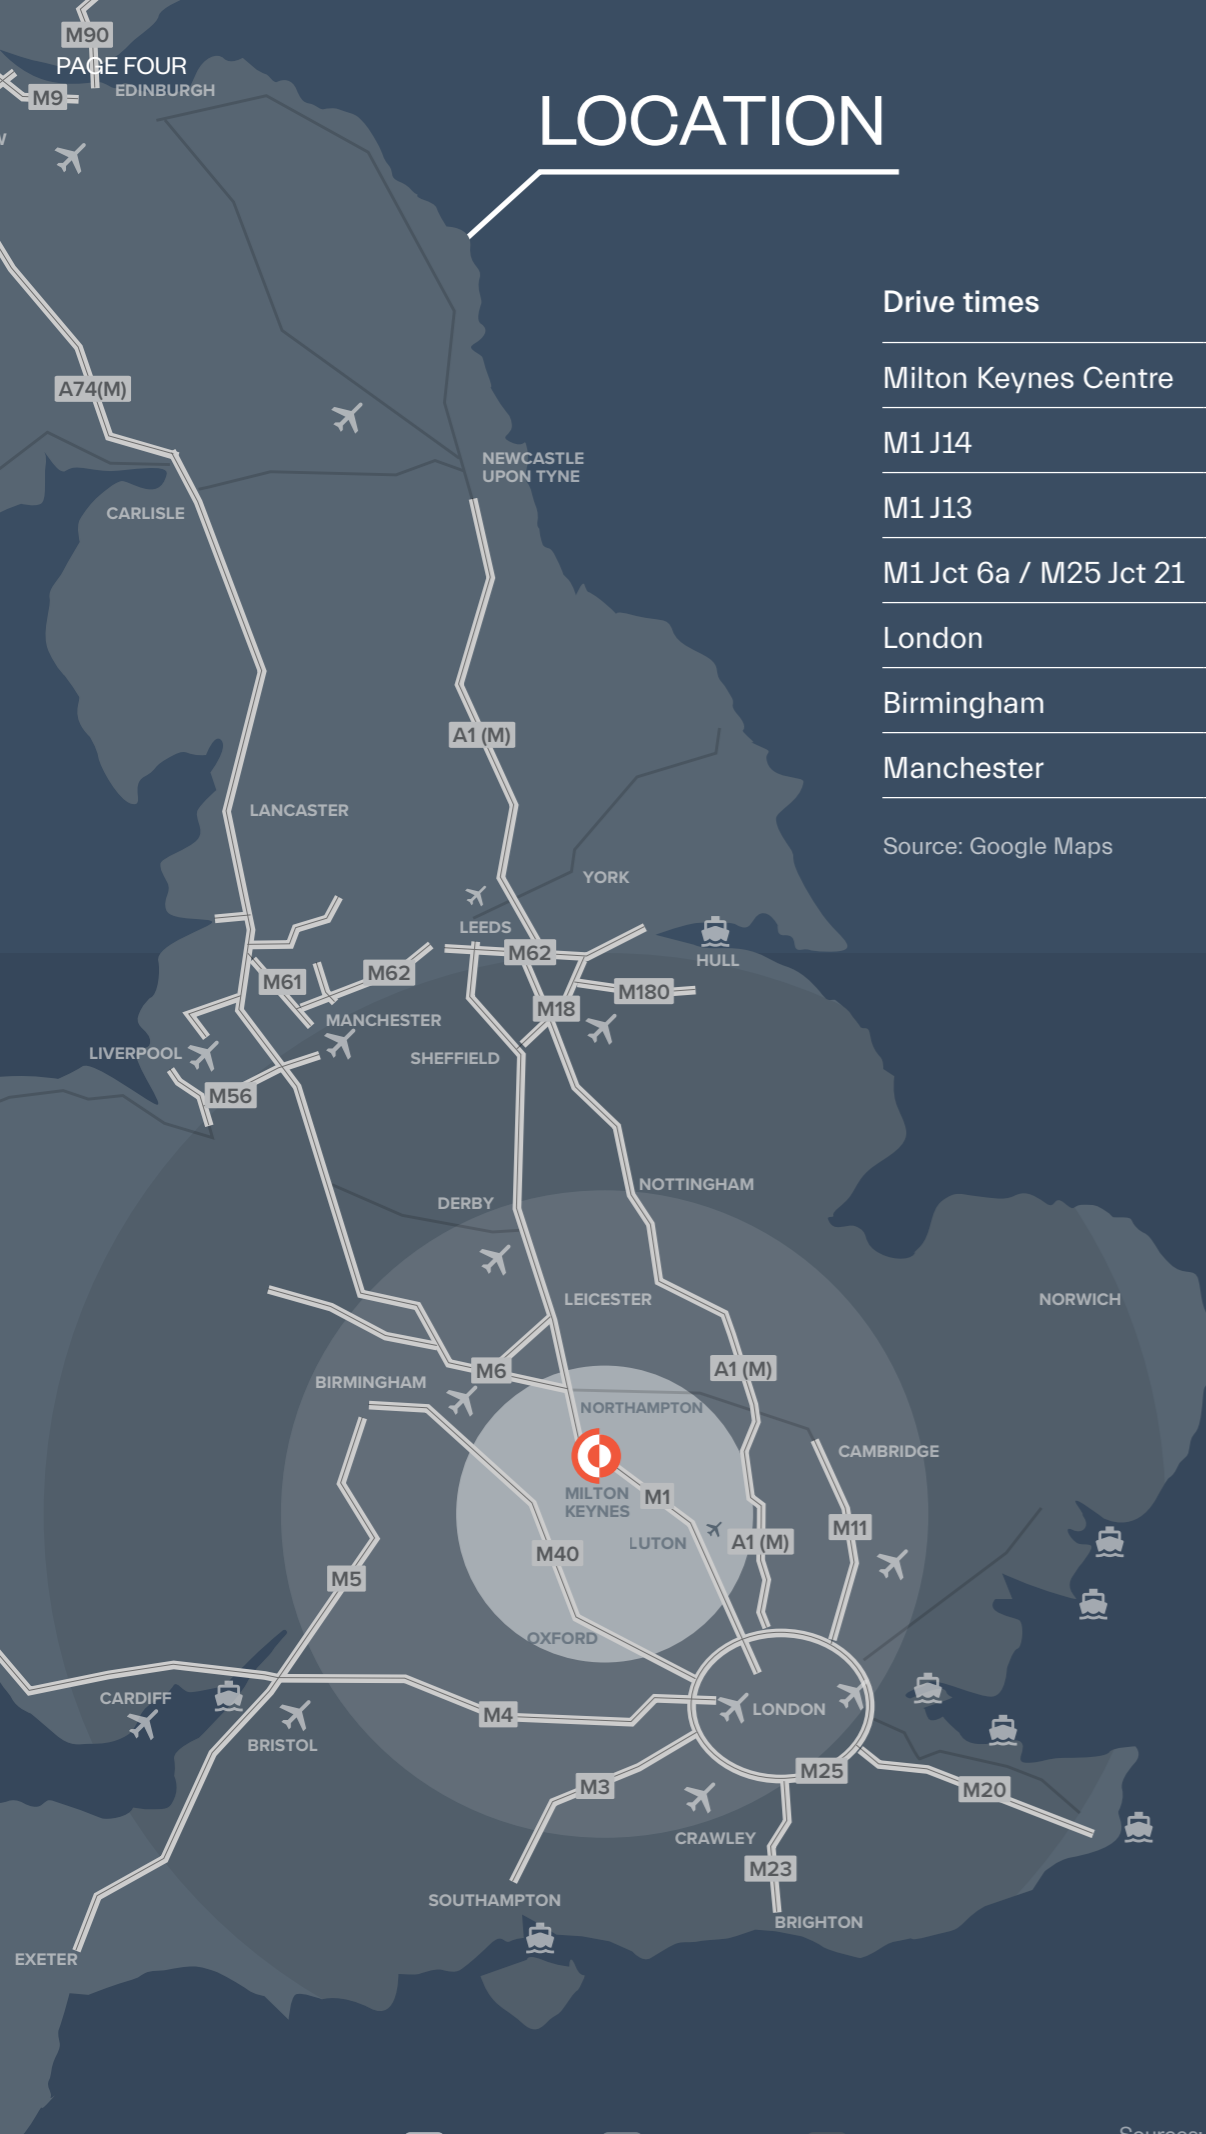 M90
PAGE FOUR
M9
EDINBURGH
LOCATION
Drive times
Milton Keynes Centre
M1 J14
M1 J13
M1 Jct 6a / M25 Jct 21
London
Birmingham
Manchester
Source: Google Maps
A74(M)
NEWCASTLE
UPON TYNE
CARLISLE
A1 (M)
LANCASTER
YORK
LEEDS
M62
HULL
M61
M62
M180
M18
MANCHESTER
LIVERPOOL
SHEFFIELD
M56
NOTTINGHAM
DERBY
LEICESTER
NORWICH
M6
A1 (M)
BIRMINGHAM
NORTHAMPTON
CAMBRIDGE
MILTON
KEYNES
M1
M11
LUTON
A1 (M)
M40
M5
OXFORD
CARDIFF
LONDON
M4
BRISTOL
M25
M3
M20
CRAWLEY
M23
SOUTHAMPTON
BRIGHTON
EXETER